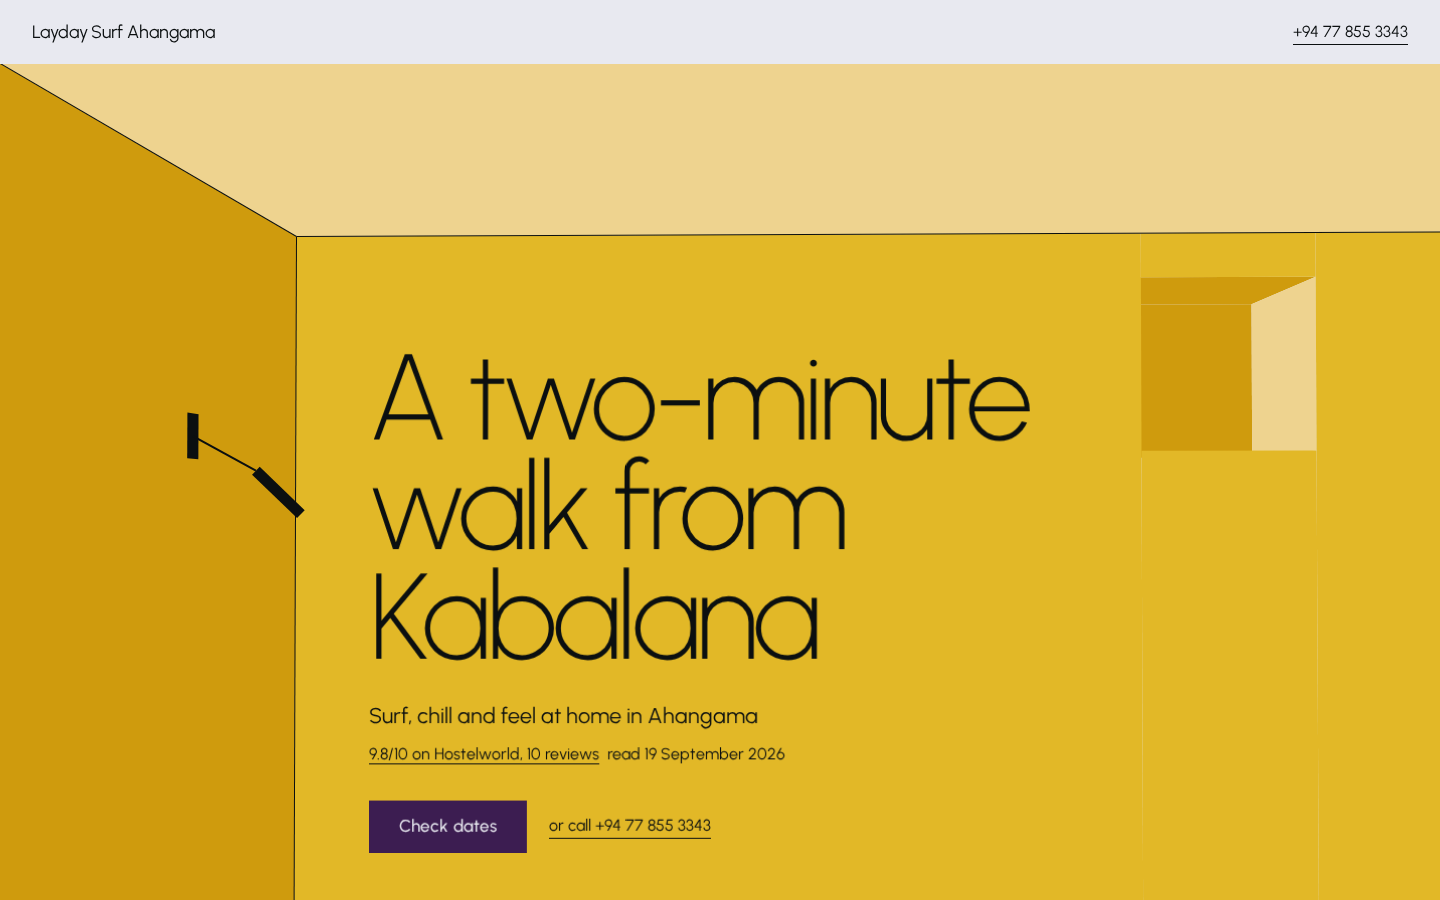 Layday Surf Ahangama
+94 77 855 3343
A two-minute
walk from
Kabalana
Surf, chill and feel at home in Ahangama
9.8/10 on Hostelworld, 10 reviews read 19 September 2026
Check dates
or call +94 77 855 3343